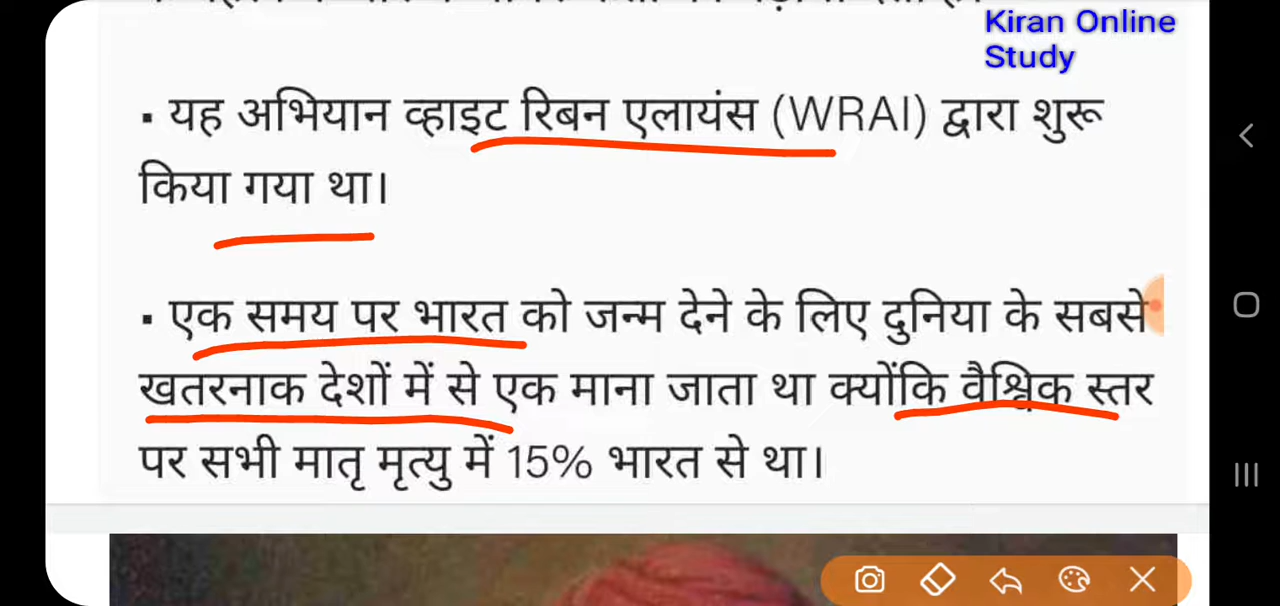 Kiran Online
Study
▪ यह अभियान व्हाइट रिबन एलायंस (WRAI) द्वारा शुरू
किया गया था।
▪ एक समय पर भारत को जन्म देने के लिए दुनिया के सबसे
खतरनाक देशों में से एक माना जाता था क्योंकि वैश्विक स्तर
पर सभी मातृ मृत्यु में 15% भारत से था।